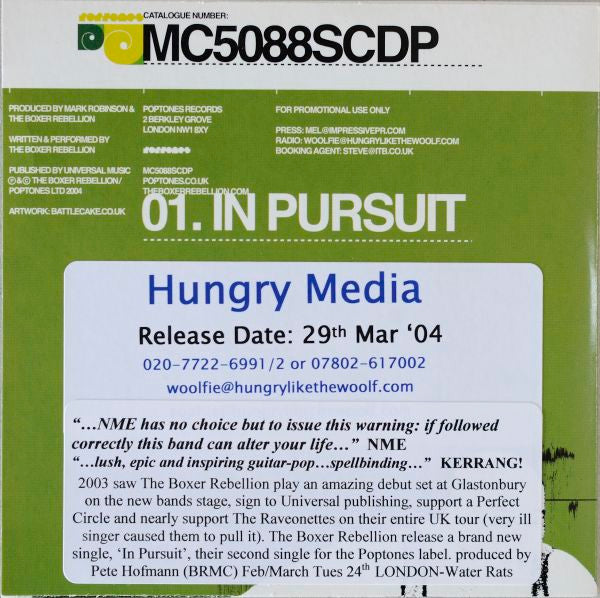 poptones
CATALOGUE NUMBER:
MC5088SCDP
PRODUCED BY MARK ROBINSON &
THE BOXER REBELLION
WRITTEN & PERFORMED BY
THE BOXER REBELLION
PUBLISHED BY UNIVERSAL MUSIC
Ⓟ&© THE BOXER REBELLION/
POPTONES LTD 2004
ARTWORK: BATTLECAKE.CO.UK
POPTONES RECORDS
2 BERKLEY GROVE
LONDON NW1 8XY
poptones
MC5088SCDP
POPTONES.CO.UK
THEBOXERREBELLION.COM
FOR PROMOTIONAL USE ONLY
PRESS: MEL@IMPRESSIVEPR.COM
RADIO: WOOLFIE@HUNGRYLIKETHEWOOLF.COM
BOOKING AGENT: STEVE@ITB.CO.UK
01. IN PURSUIT
Hungry Media
Release Date: 29th Mar ‘04
020-7722-6991/2 or 07802-617002
woolfie@hungrylikethewoolf.com
“…NME has no choice but to issue this warning: if followed
correctly this band can alter your life…” NME
“…lush, epic and inspiring guitar-pop…spellbinding…” KERRANG!
2003 saw The Boxer Rebellion play an amazing debut set at Glastonbury
on the new bands stage, sign to Universal publishing, support a Perfect
Circle and nearly support The Raveonettes on their entire UK tour (very ill
singer caused them to pull it). The Boxer Rebellion release a brand new
single, ‘In Pursuit’, their second single for the Poptones label. produced by
Pete Hofmann (BRMC) Feb/March Tues 24th LONDON-Water Rats